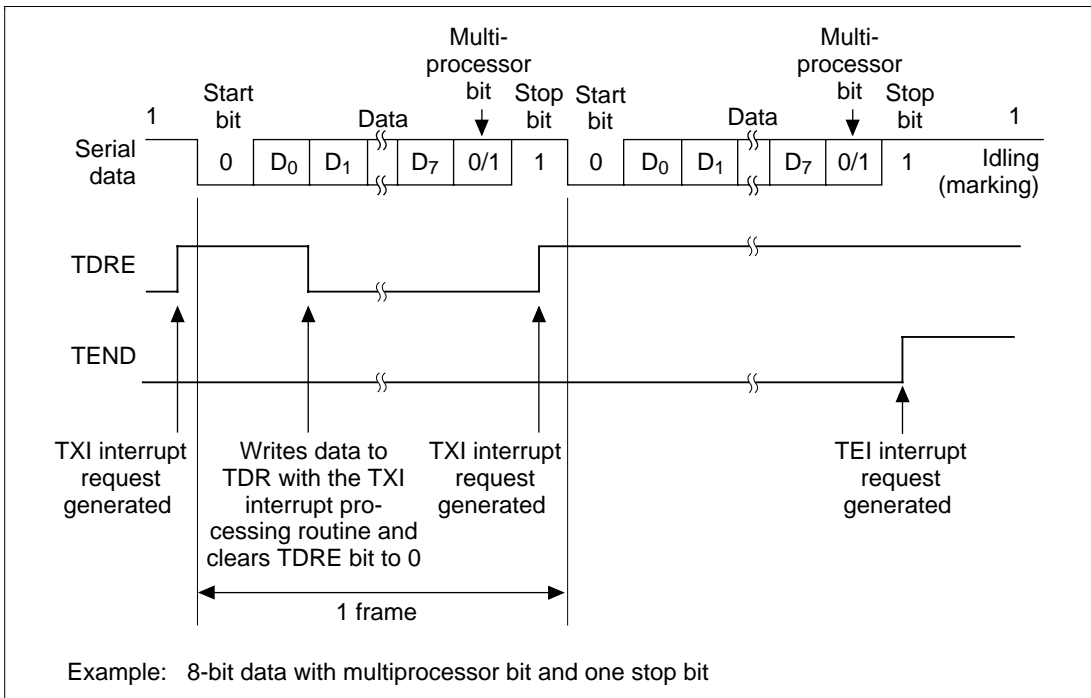 Multi-
processor
bit
Multi-
processor
bit
1
Start
bit
Data
Stop
bit
Start
bit
Data
Stop
bit
1
Serial
data
0 D0 D1 D7 0/1 1 0 D0 D1 D7 0/1 1
Idling
(marking)
TDRE
TEND
TXI interrupt
request
generated
Writes data to
TDR with the TXI
interrupt pro-
cessing routine and
clears TDRE bit to 0
TXI interrupt
request
generated
TEI interrupt
request
generated
1 frame
Example: 8-bit data with multiprocessor bit and one stop bit